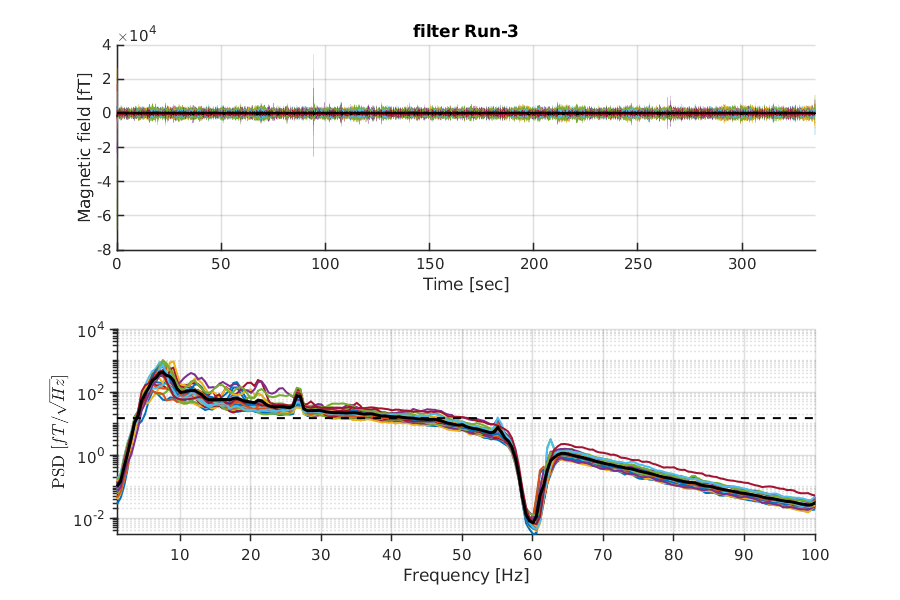 filter Run-3
×10⁴
4
2
0
-2
-4
-6
-8
Magnetic field [fT]
0 50 100 150 200 250 300
Time [sec]
10⁴
10²
10⁰
10⁻²
PSD [fT/√Hz]
10 20 30 40 50 60 70 80 90 100
Frequency [Hz]